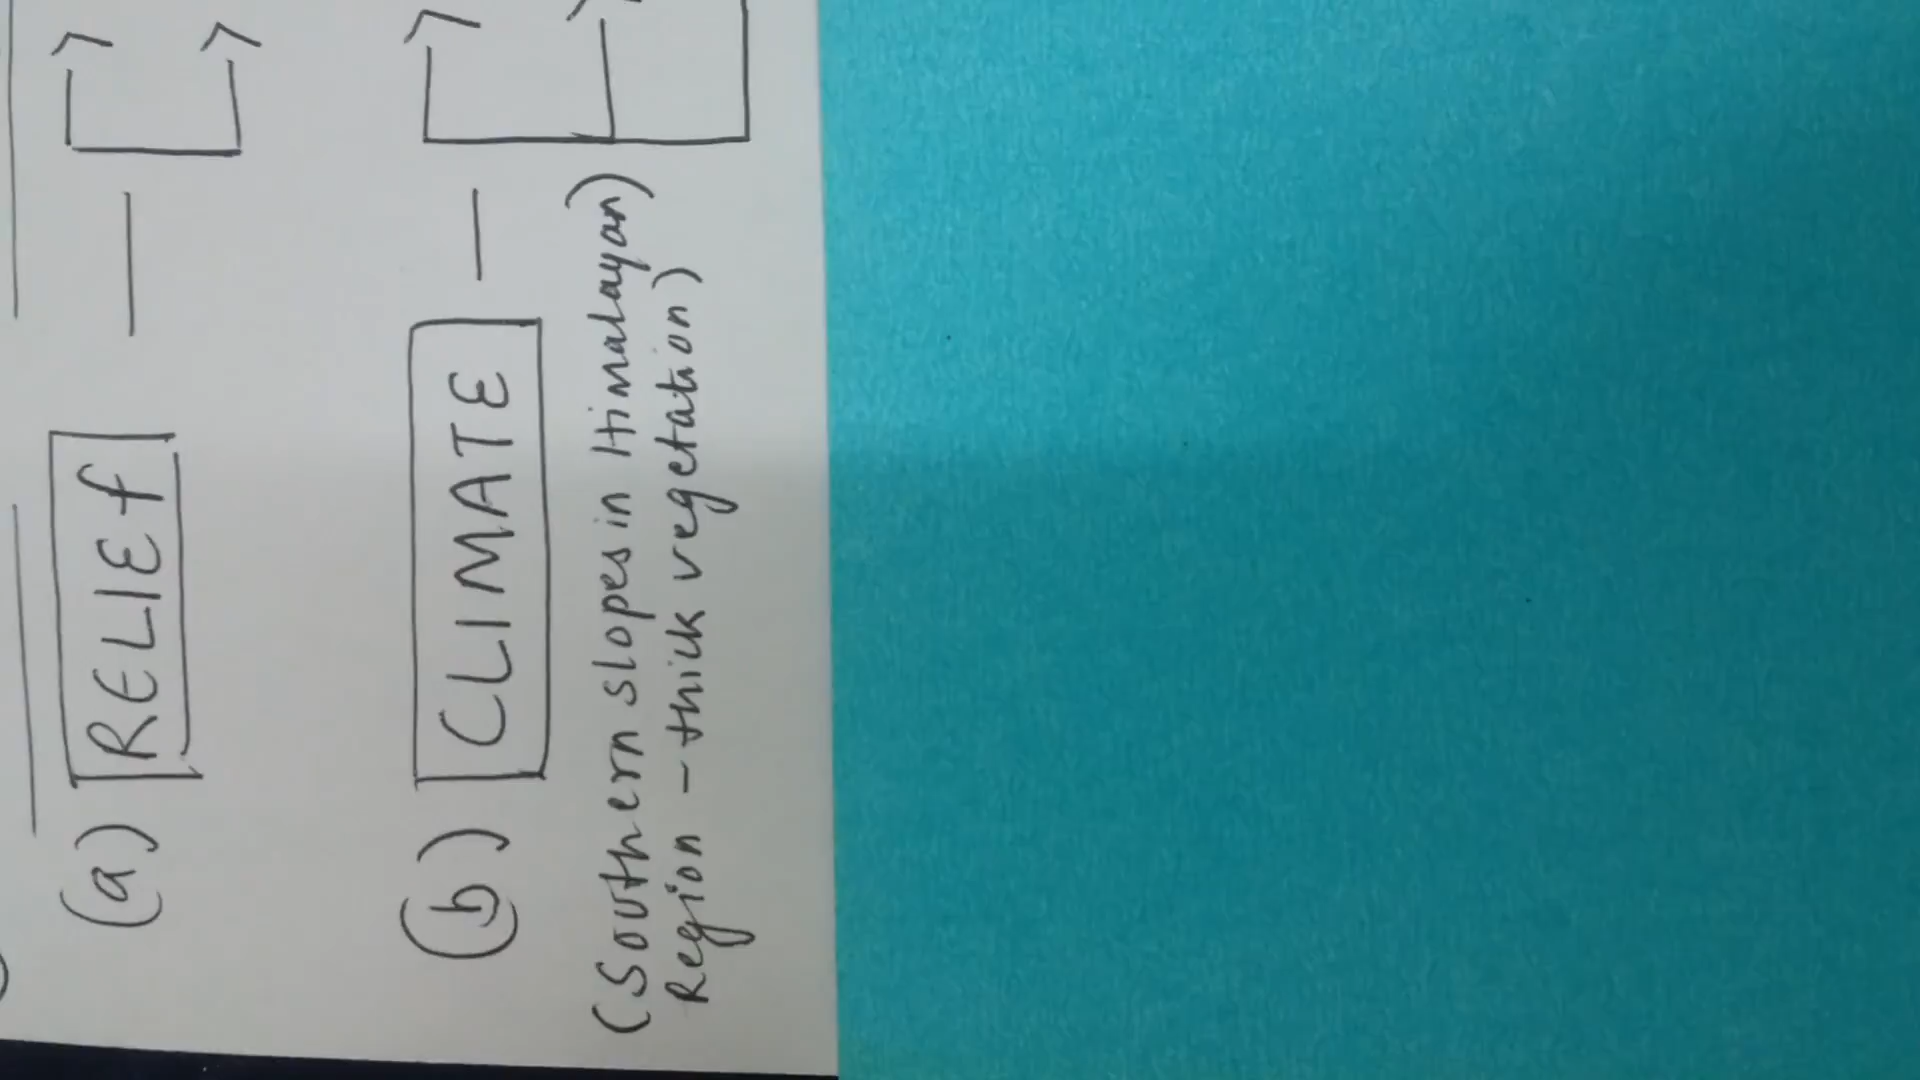 (a) RELIEf —
(b) CLIMATE —
(Southern slopes in Himalayan)
Region - thick vegetation)